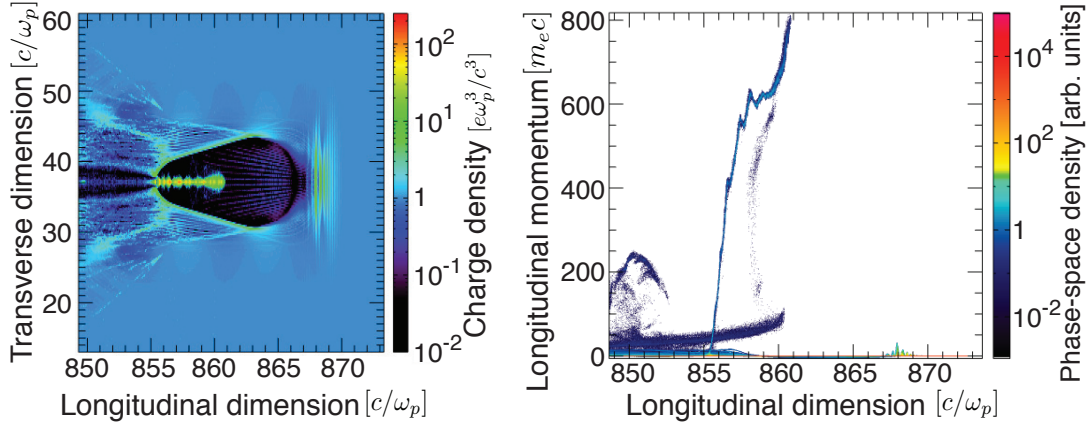 60
50
40
30
20
850 855 860 865 870
Transverse dimension [c/ω_p]
Longitudinal dimension [c/ω_p]
10^2
10^1
1
10^-1
10^-2
Charge density [eω_p^3/c^3]
800
600
400
200
0
850 855 860 865 870
Longitudinal momentum [m_e c]
Longitudinal dimension [c/ω_p]
10^4
10^2
1
10^-2
Phase-space density [arb. units]